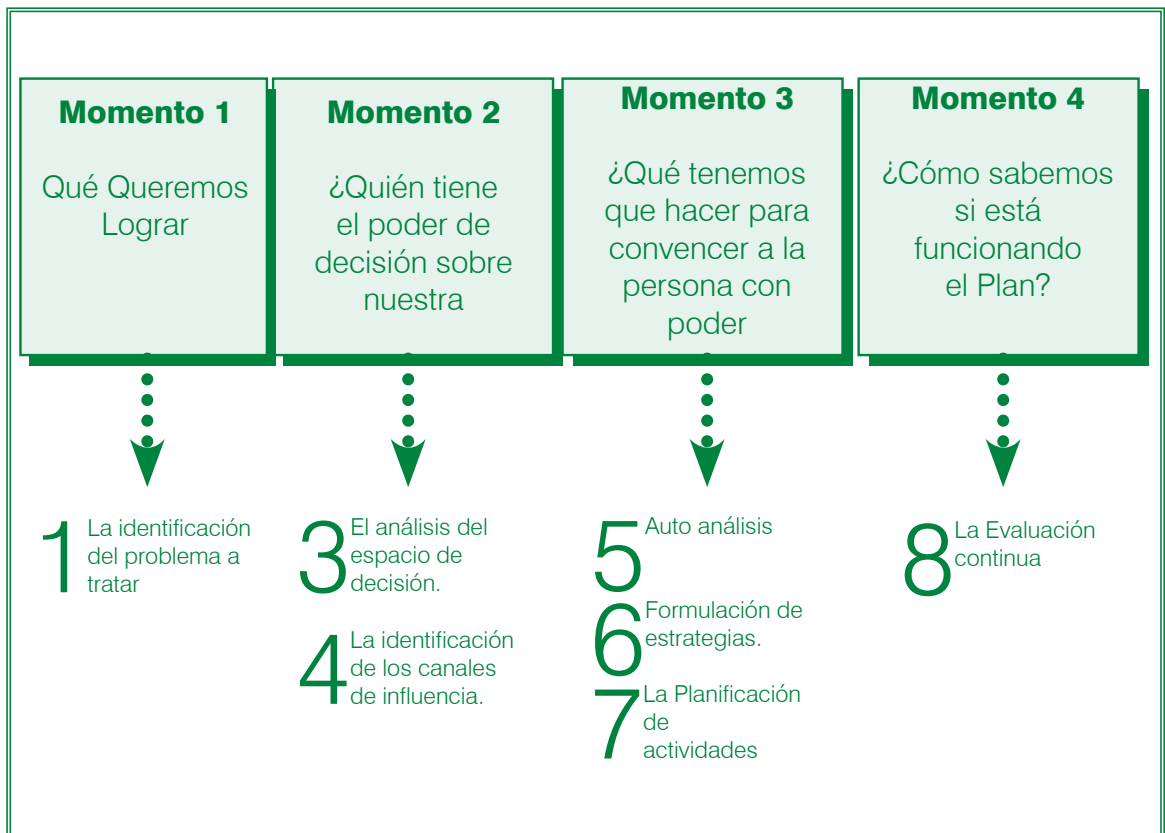 Momento 1
Qué Queremos
Lograr
Momento 2
¿Quién tiene
el poder de
decisión sobre
nuestra
Momento 3
¿Qué tenemos
que hacer para
convencer a la
persona con
poder
Momento 4
¿Cómo sabemos
si está
funcionando
el Plan?
1
La identificación
del problema a
tratar
3
El análisis del
espacio de
decisión.
4
La identificación
de los canales
de influencia.
5
Auto análisis
6
Formulación de
estrategias.
7
La Planificación
de
actividades
8
La Evaluación
continua